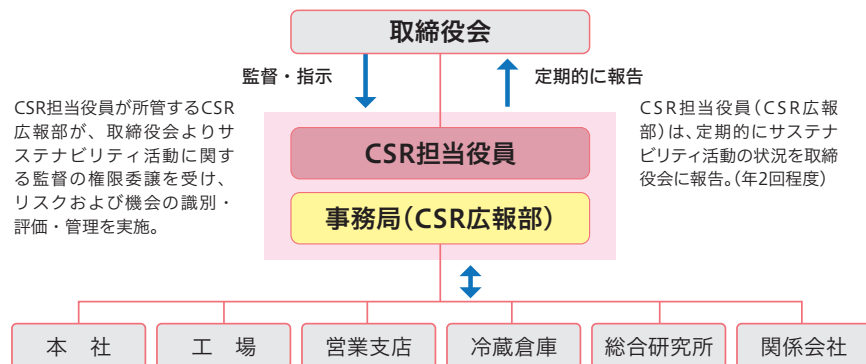 取締役会
監督・指示
定期的に報告
CSR担当役員が所管するCSR
広報部が、取締役会よりサ
ステナビリティ活動に関す
る監督の権限委譲を受け、
リスクおよび機会の識別・
評価・管理を実施。
CSR担当役員(CSR広報
部)は、定期的にサステナ
ビリティ活動の状況を取締
役会に報告。(年2回程度)
CSR担当役員
事務局(CSR広報部)
本　社
工　場
営業支店
冷蔵倉庫
総合研究所
関係会社